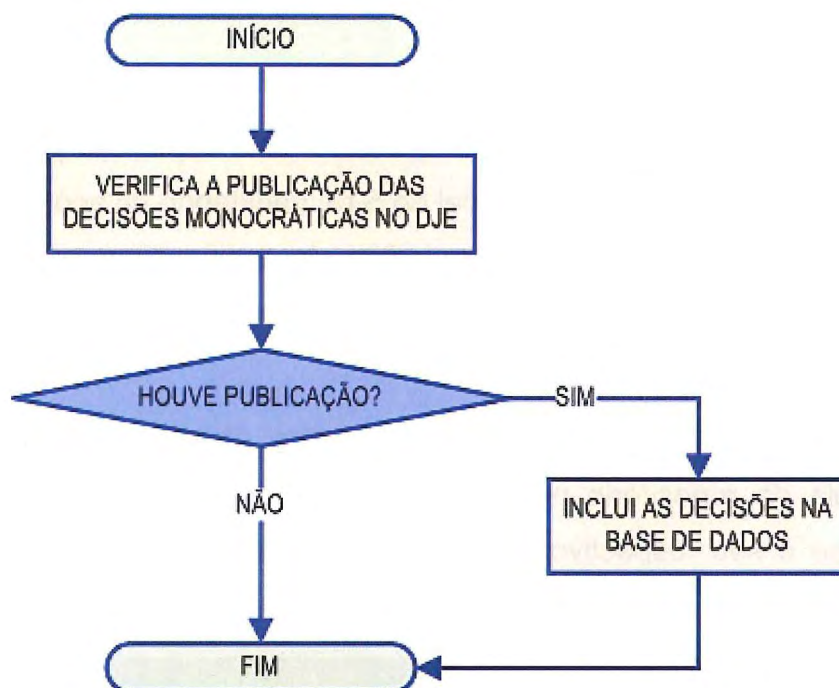 INÍCIO
VERIFICA A PUBLICAÇÃO DAS
DECISÕES MONOCRÁTICAS NO DJE
HOUVE PUBLICAÇÃO?
SIM
NÃO
INCLUI AS DECISÕES NA
BASE DE DADOS
FIM